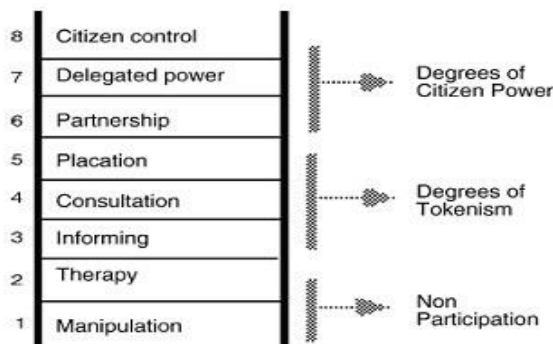 8 Citizen control
7 Delegated power
6 Partnership
5 Placation
4 Consultation
3 Informing
2 Therapy
1 Manipulation
Degrees of
Citizen Power
Degrees of
Tokenism
Non
Participation